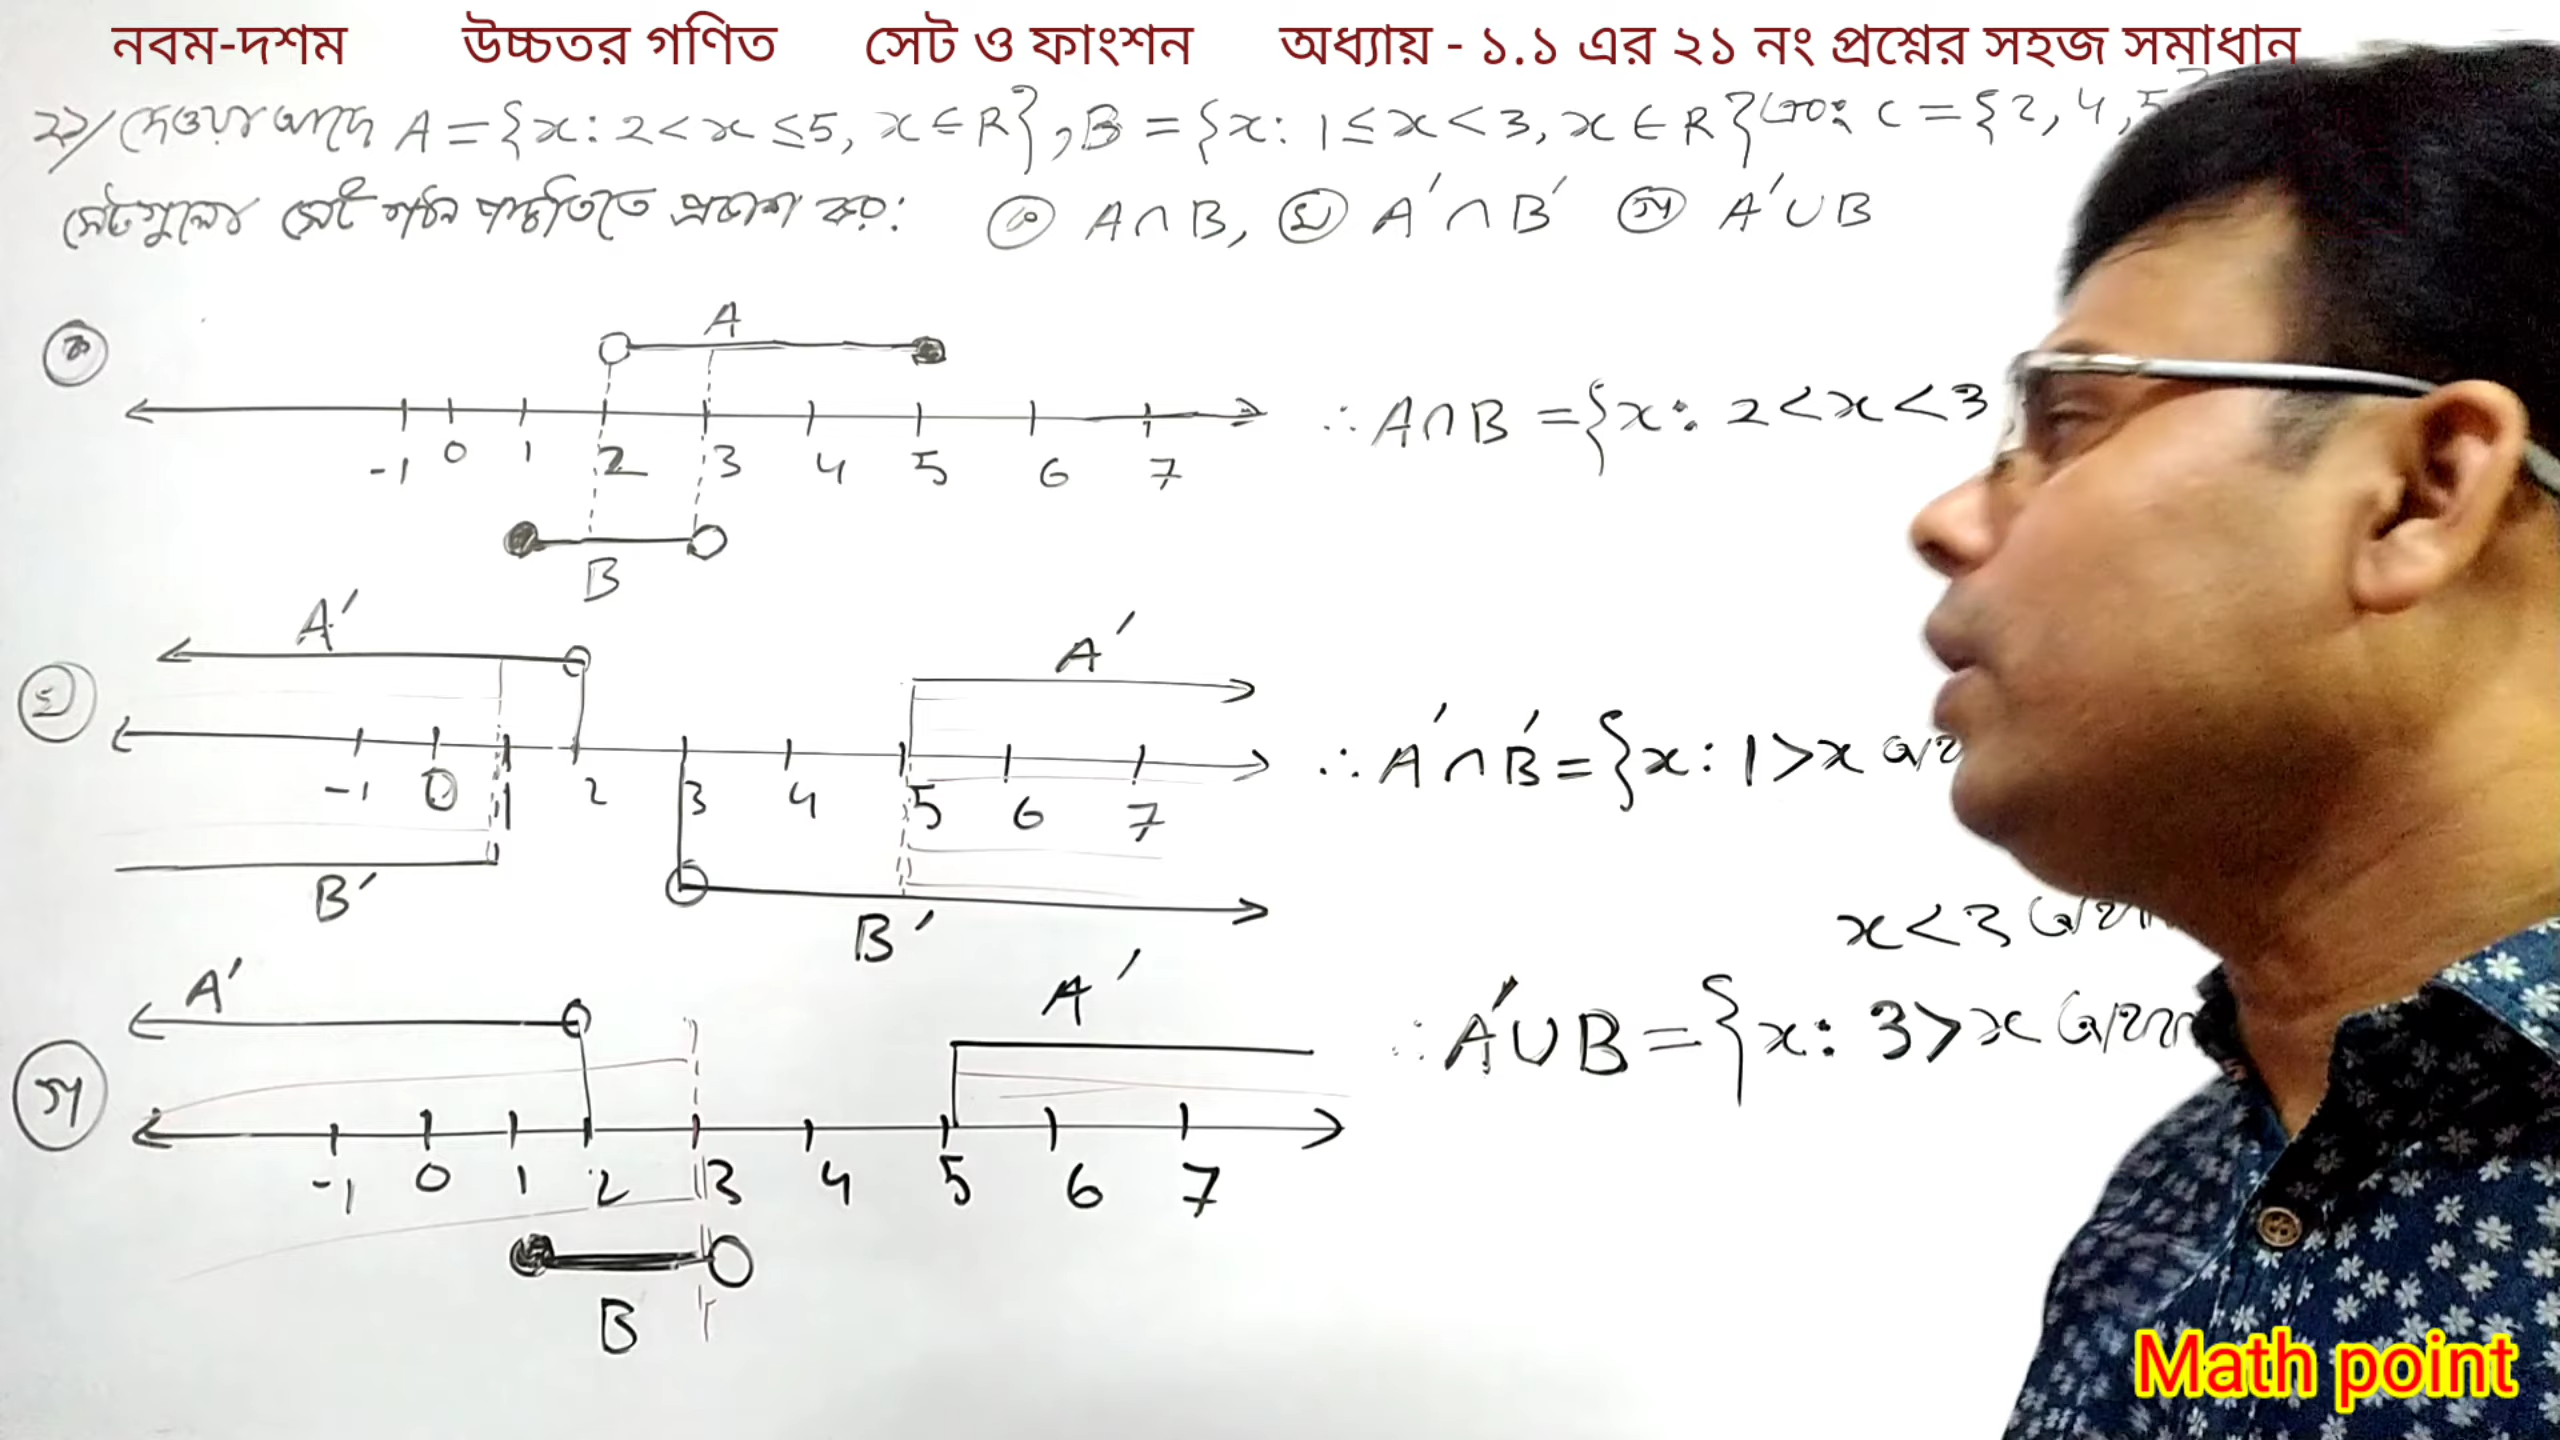 নবম-দশম উচ্চতর গণিত সেট ও ফাংশন অধ্যায় - ১.১ এর ২১ নং প্রশ্নের সহজ সমাধান
২১/ দেওয়া আছে A = {x : 2 < x ≤ 5, x ∈ R}, B = {x : 1 ≤ x < 3, x ∈ R} এবং C = {2, 4, 5
সেটগুলো সেট গঠন পদ্ধতিতে প্রকাশ কর: ক A ∩ B, খ A′ ∩ B′ গ A′ ∪ B
ক
A
-1 0 1 2 3 4 5 6 7
B
∴ A ∩ B = {x : 2 < x < 3
খ
A′ A′
-1 0 1 2 3 4 5 6 7
B′ B′
∴ A′ ∩ B′ = {x : 1 > x
x < 3
গ
A′ A′
-1 0 1 2 3 4 5 6 7
B
∴ A′ ∪ B = {x : 3 > x
Math point